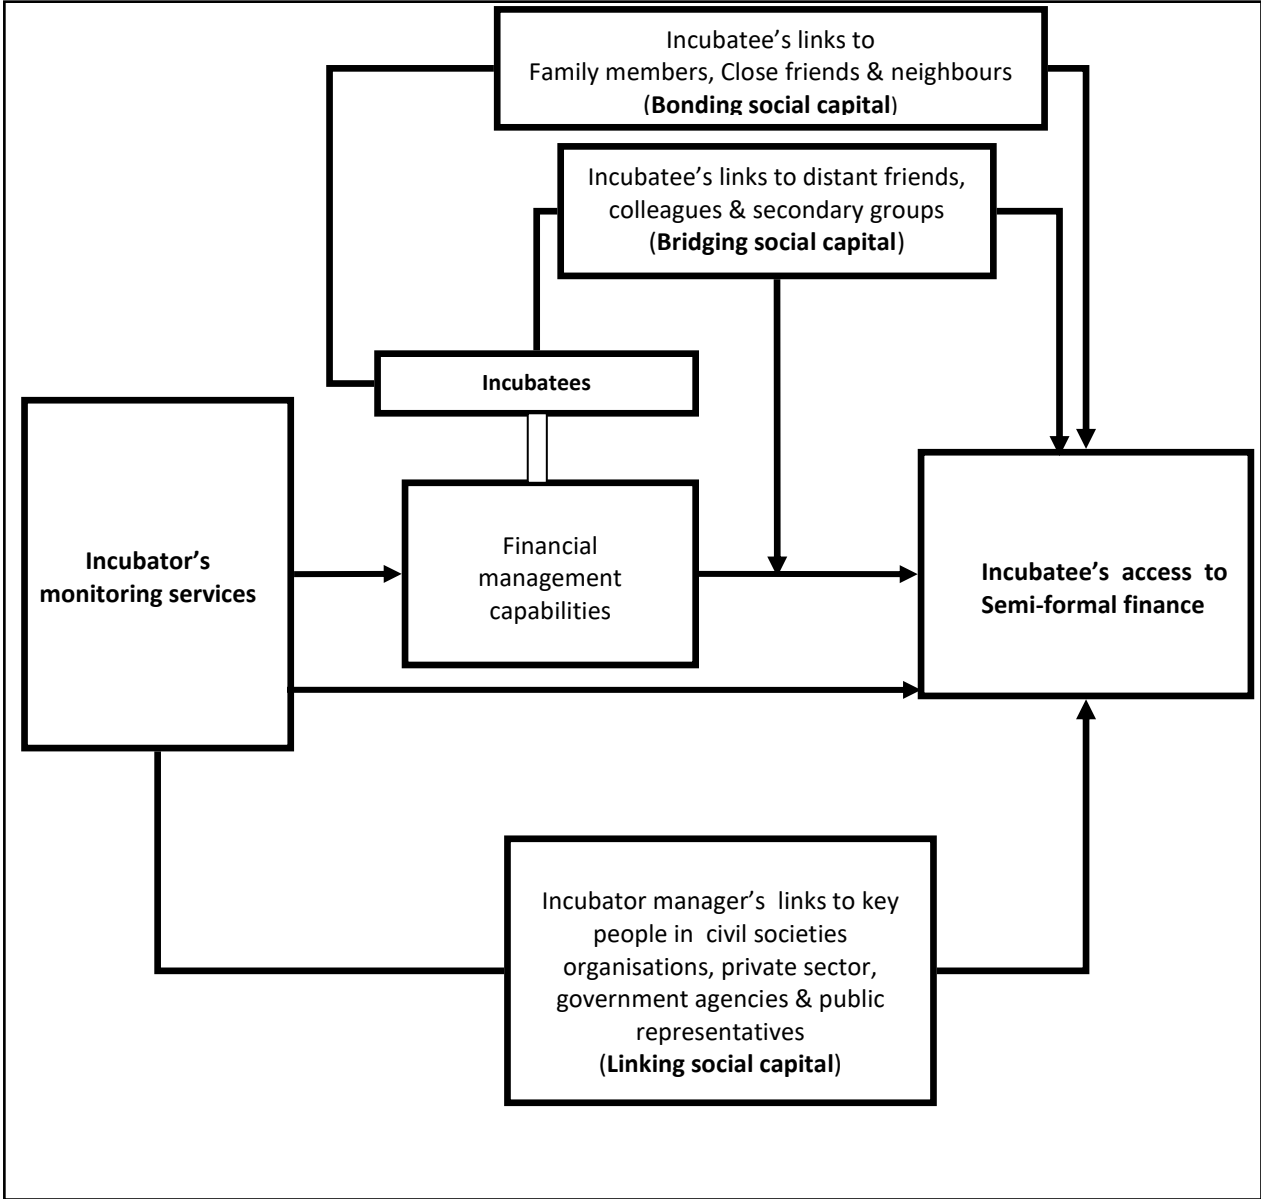 Incubatee’s links to
Family members, Close friends & neighbours
(Bonding social capital)
Incubatee’s links to distant friends,
colleagues & secondary groups
(Bridging social capital)
Incubatees
Incubator’s
monitoring services
Financial
management
capabilities
Incubatee’s access to
Semi-formal finance
Incubator manager’s links to key
people in civil societies
organisations, private sector,
government agencies & public
representatives
(Linking social capital)